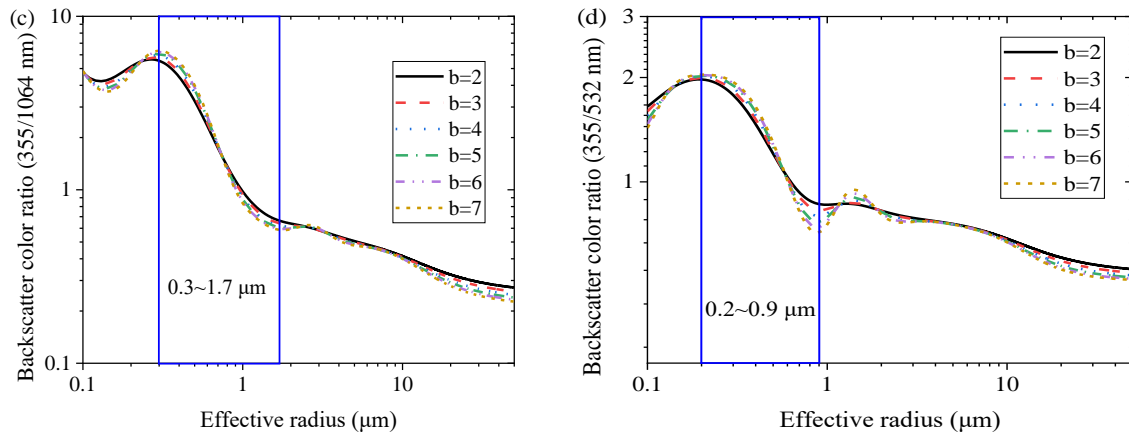 (c)
Backscatter color ratio (355/1064 nm)
10
1
0.1
b=2
b=3
b=4
b=5
b=6
b=7
0.3~1.7 μm
0.1
1
10
Effective radius (μm)
(d)
Backscatter color ratio (355/532 nm)
3
2
1
b=2
b=3
b=4
b=5
b=6
b=7
0.2~0.9 μm
0.1
1
10
Effective radius (μm)